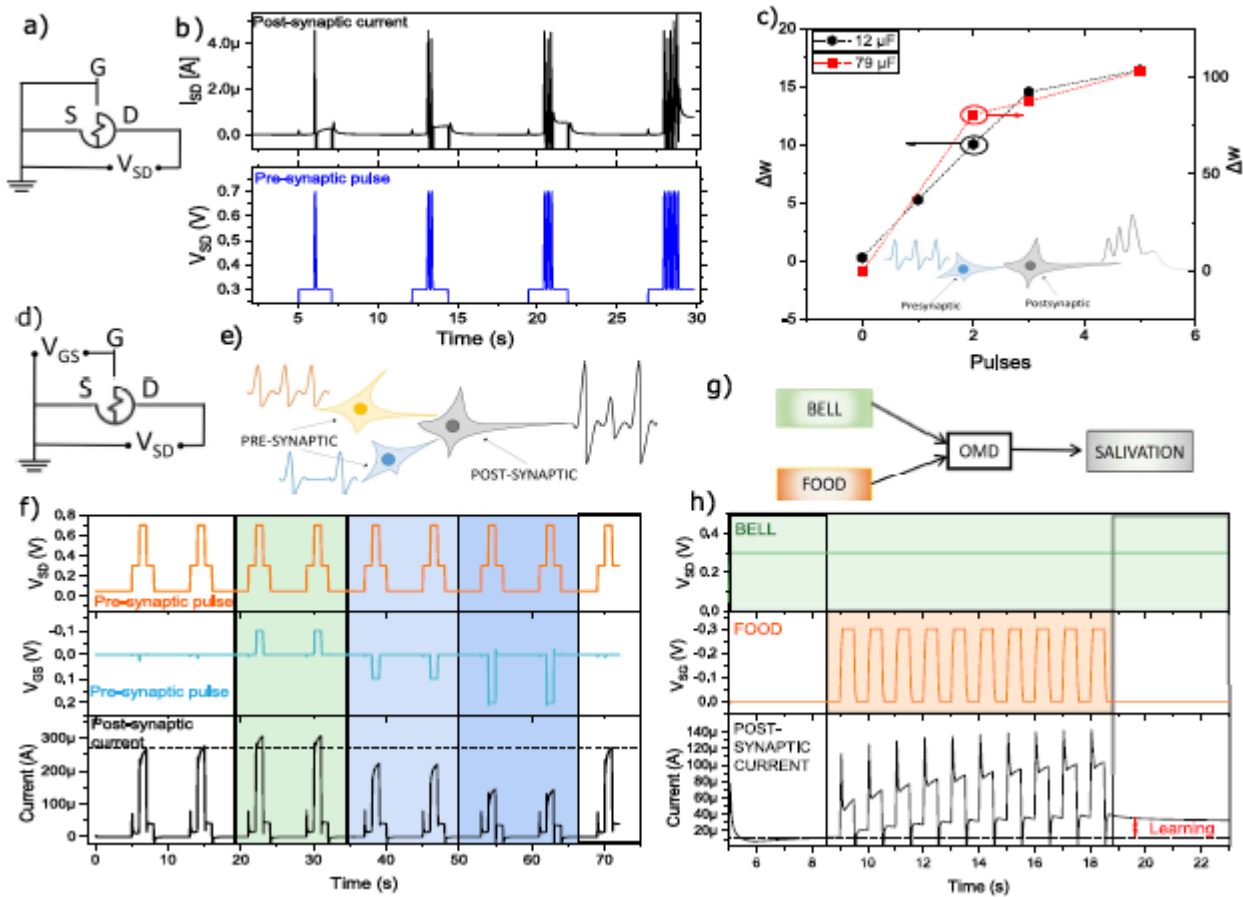 a)
G
S
D
V_SD
b)
Post-synaptic current
I_SD [A]
4.0μ
2.0μ
0.0
Pre-synaptic pulse
V_SD (V)
0.7
0.6
0.5
0.4
0.3
5 10 15 20 25 30
Time (s)
c)
12 μF
79 μF
20
15
10
5
0
-5
Δw
100
50
0
Δw
Presynaptic
Postsynaptic
0 2 4 6
Pulses
d)
V_GS
G
S
D
V_SD
e)
PRE-SYNAPTIC
POST-SYNAPTIC
f)
0.8
0.6
0.3
0.0
V_SD (V)
Pre-synaptic pulse
-0.1
0.0
0.1
0.2
V_GS (V)
Pre-synaptic pulse
Post-synaptic
current
300μ
200μ
100μ
0
Current (A)
0 10 20 30 40 50 60 70
Time (s)
g)
BELL
FOOD
OMD
SALIVATION
h)
BELL
0.4
0.2
0.0
V_SD (V)
FOOD
-0.3
-0.2
-0.1
0.0
V_SG (V)
POST-
SYNAPTIC
CURRENT
140μ
120μ
100μ
80μ
60μ
40μ
20μ
Current (A)
Learning
6 8 10 12 14 16 18 20 22
Time (s)